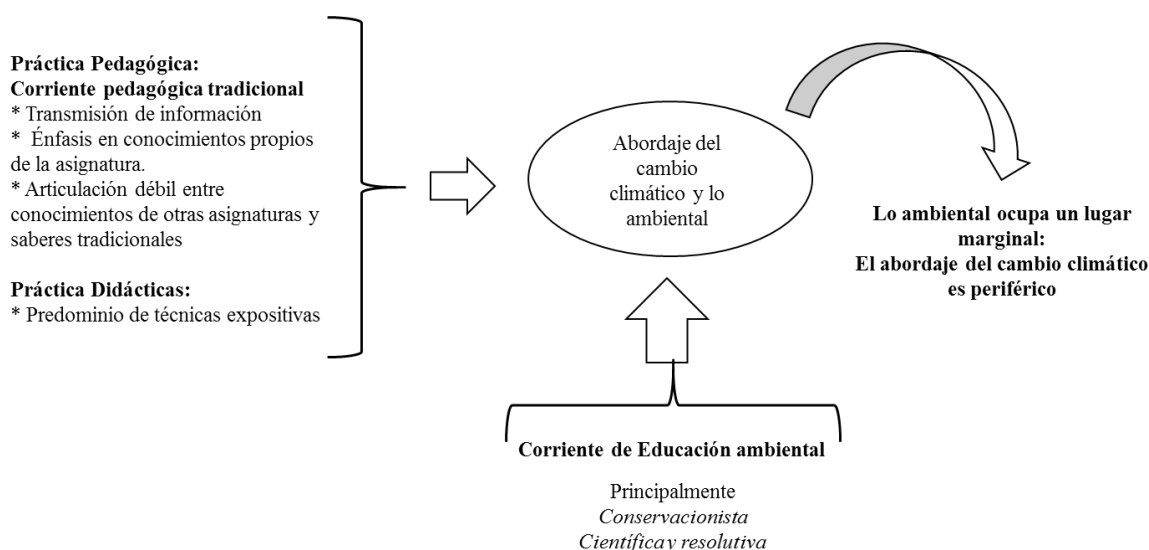 Práctica Pedagógica:
Corriente pedagógica tradicional
* Transmisión de información
* Énfasis en conocimientos propios
de la asignatura.
* Articulación débil entre
conocimientos de otras asignaturas y
saberes tradicionales
Práctica Didácticas:
* Predominio de técnicas expositivas
Abordaje del
cambio
climático y lo
ambiental
Lo ambiental ocupa un lugar
marginal:
El abordaje del cambio climático
es periférico
Corriente de Educación ambiental
Principalmente
Conservacionista
Científica y resolutiva